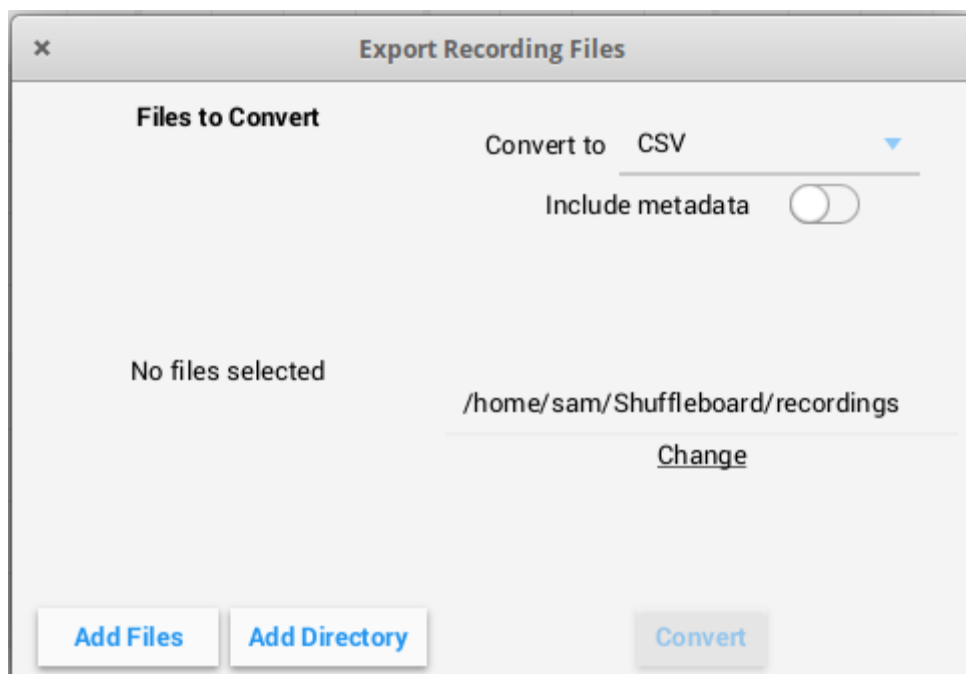 Export Recording Files
Files to Convert
Convert to CSV
Include metadata
No files selected
/home/sam/Shuffleboard/recordings
Change
Add Files Add Directory Convert